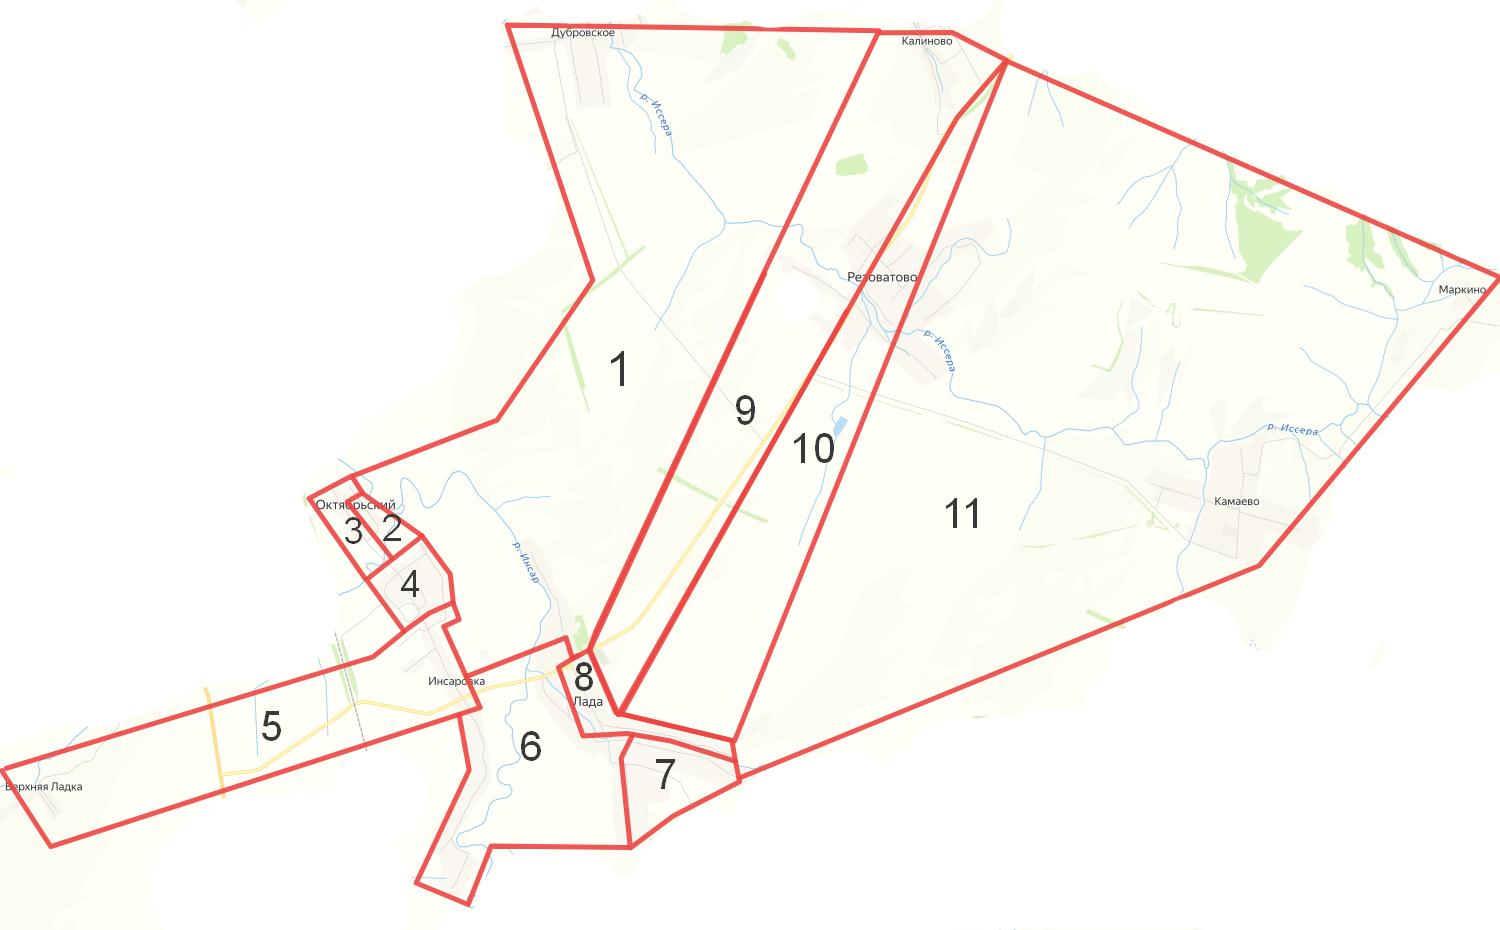 Дубровское
Калиново
р. Иссера
Резоватово
Маркино
р. Иссера
1
9
р. Иссера
10
11
Камаево
Октябрьский
3
2
р. Инсар
4
8
Инсаровка
Лада
5
6
7
Верхняя Ладка